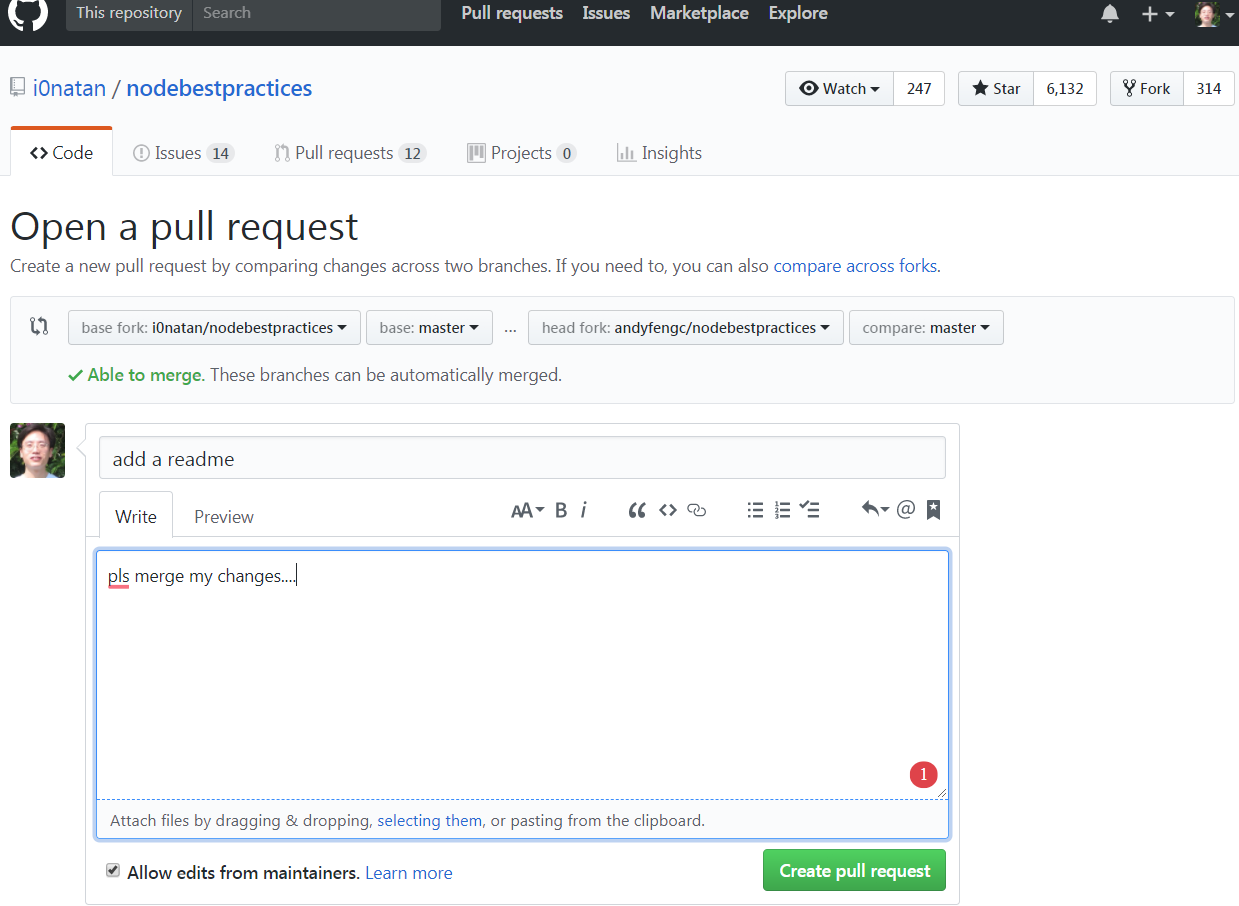 This repository Search Pull requests Issues Marketplace Explore
i0natan / nodebestpractices Watch 247 Star 6,132 Fork 314
Code Issues 14 Pull requests 12 Projects 0 Insights
Open a pull request
Create a new pull request by comparing changes across two branches. If you need to, you can also compare across forks.
base fork: i0natan/nodebestpractices base: master ... head fork: andyfengc/nodebestpractices compare: master
Able to merge. These branches can be automatically merged.
add a readme
Write Preview AA B i
pls merge my changes....
1
Attach files by dragging & dropping, selecting them, or pasting from the clipboard.
Allow edits from maintainers. Learn more Create pull request